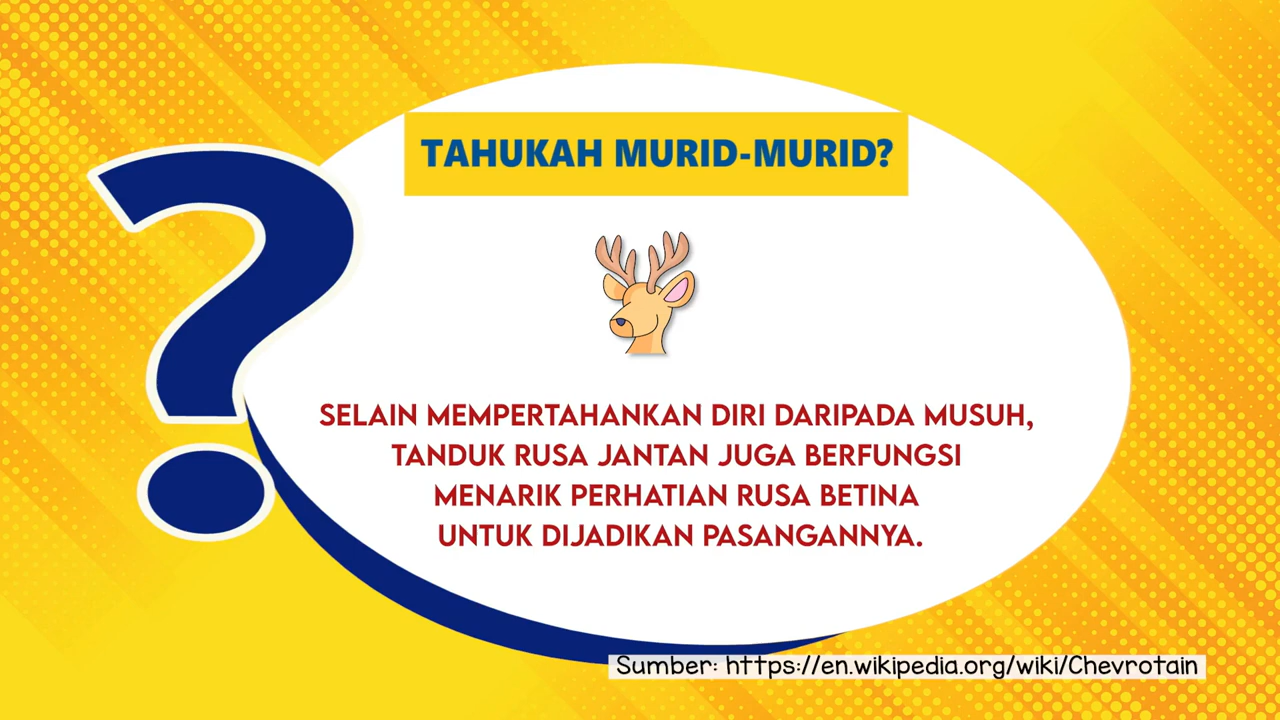 TAHUKAH MURID-MURID?
SELAIN MEMPERTAHANKAN DIRI DARIPADA MUSUH,
TANDUK RUSA JANTAN JUGA BERFUNGSI
MENARIK PERHATIAN RUSA BETINA
UNTUK DIJADIKAN PASANGANNYA.
Sumber: https://en.wikipedia.org/wiki/Chevrotain